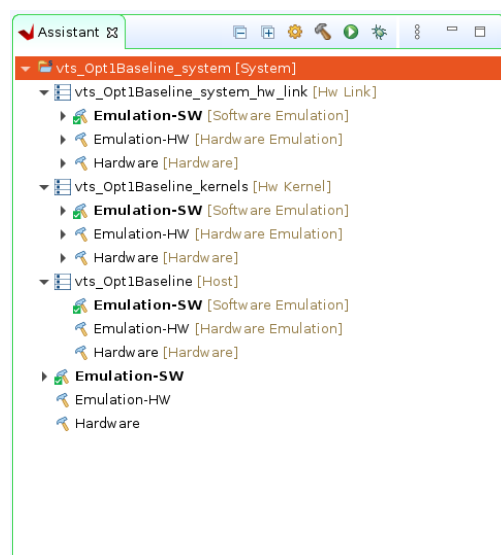 Assistant
vts_Opt1Baseline_system [System]
vts_Opt1Baseline_system_hw_link [Hw Link]
Emulation-SW [Software Emulation]
Emulation-HW [Hardware Emulation]
Hardware [Hardware]
vts_Opt1Baseline_kernels [Hw Kernel]
Emulation-SW [Software Emulation]
Emulation-HW [Hardware Emulation]
Hardware [Hardware]
vts_Opt1Baseline [Host]
Emulation-SW [Software Emulation]
Emulation-HW [Hardware Emulation]
Hardware [Hardware]
Emulation-SW
Emulation-HW
Hardware